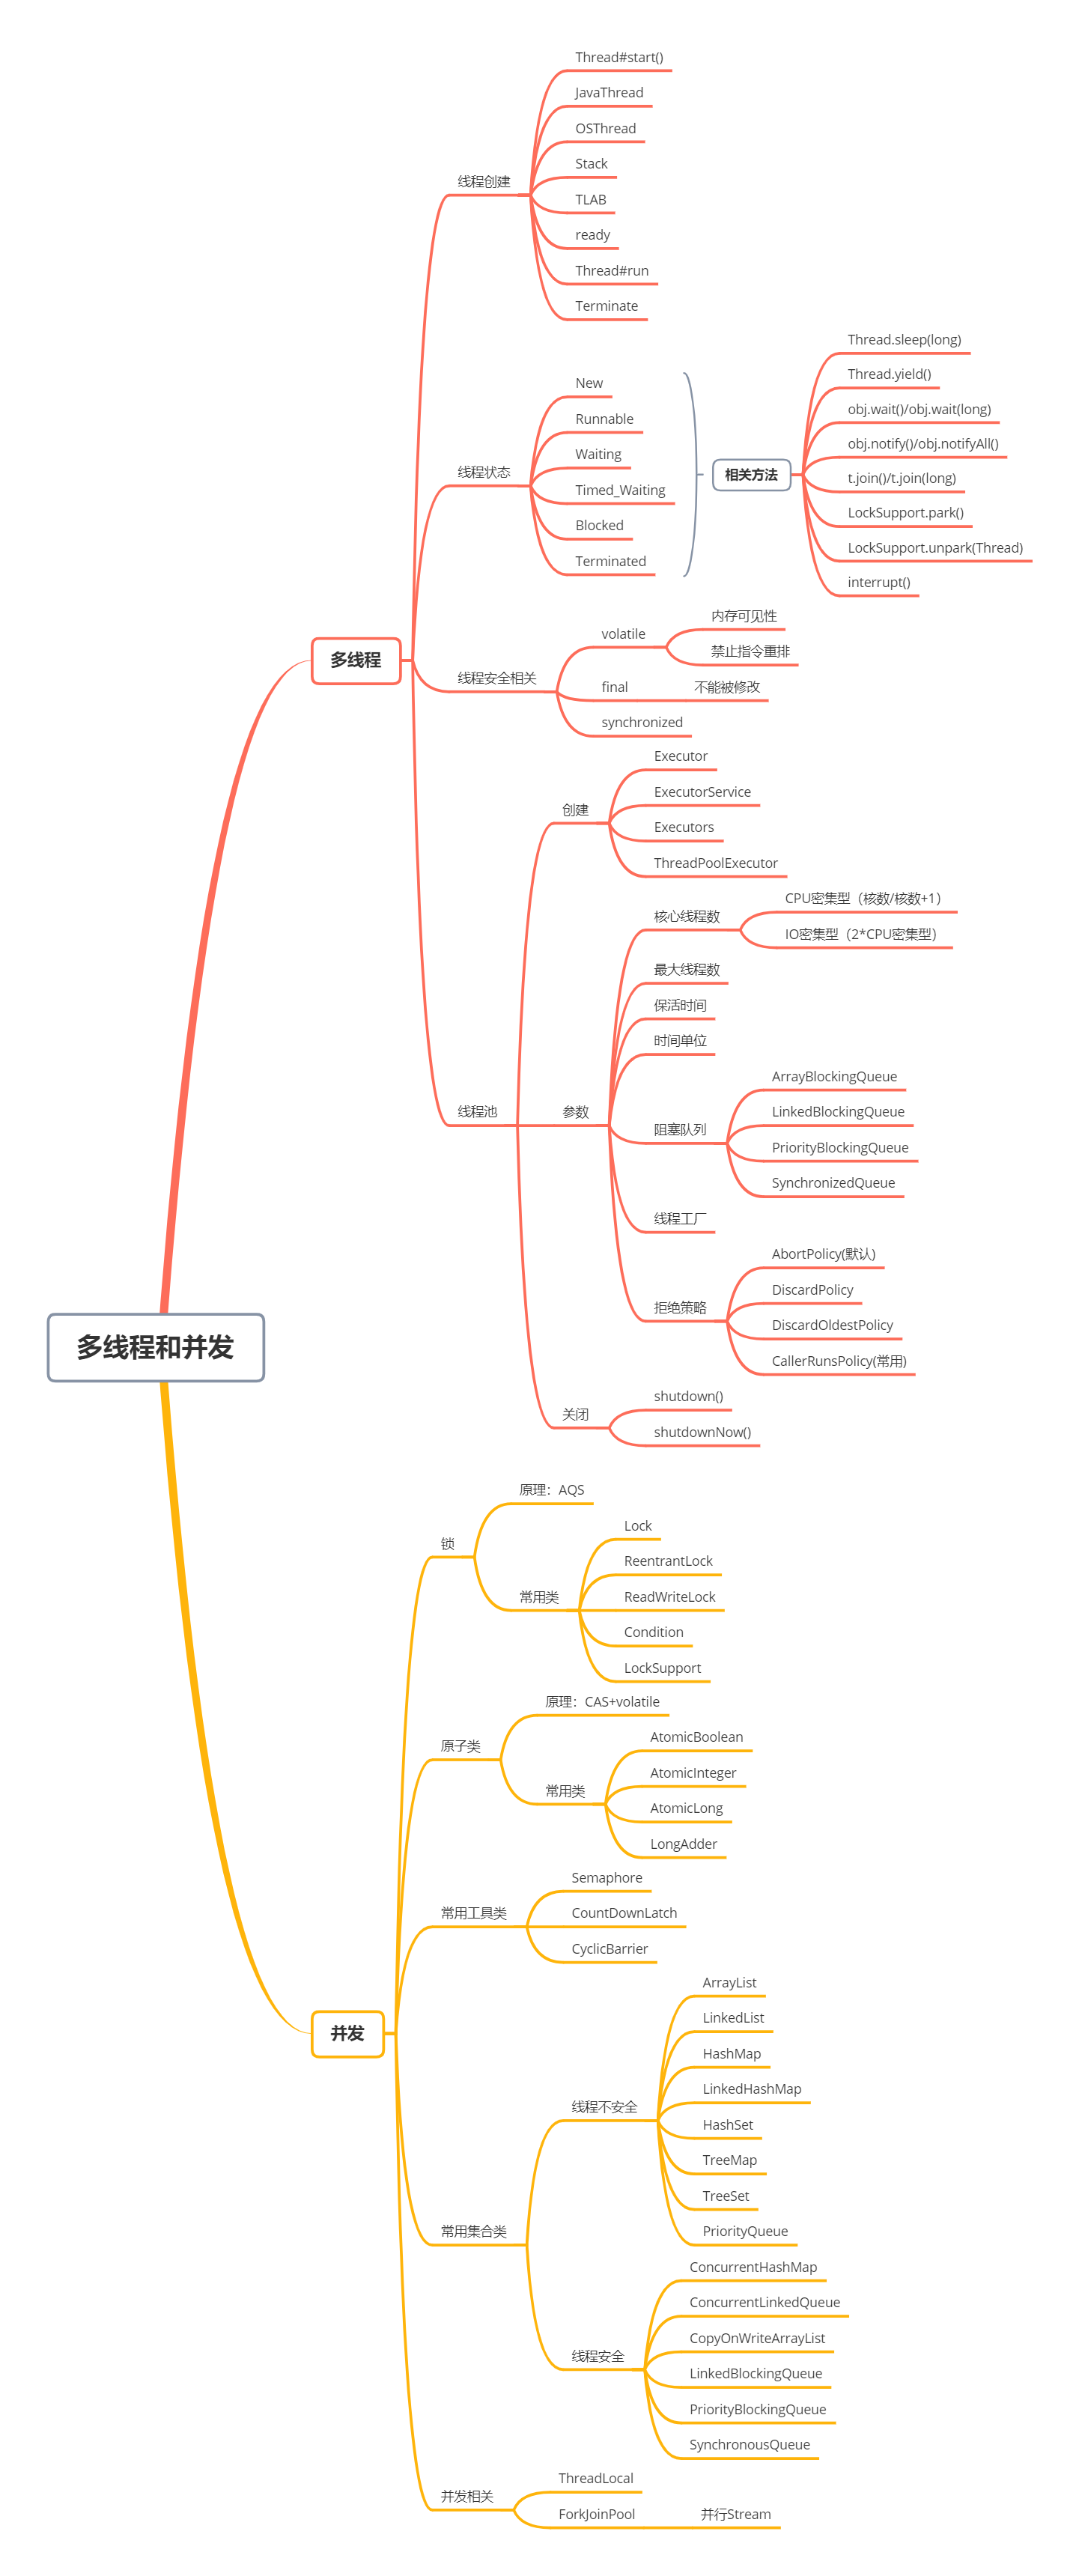 多线程和并发
多线程
线程创建
Thread#start()
JavaThread
OSThread
Stack
TLAB
ready
Thread#run
Terminate
线程状态
New
Runnable
Waiting
Timed_Waiting
Blocked
Terminated
相关方法
Thread.sleep(long)
Thread.yield()
obj.wait()/obj.wait(long)
obj.notify()/obj.notifyAll()
t.join()/t.join(long)
LockSupport.park()
LockSupport.unpark(Thread)
interrupt()
线程安全相关
volatile
内存可见性
禁止指令重排
final
不能被修改
synchronized
线程池
创建
Executor
ExecutorService
Executors
ThreadPoolExecutor
参数
核心线程数
CPU密集型（核数/核数+1）
IO密集型（2*CPU密集型）
最大线程数
保活时间
时间单位
阻塞队列
ArrayBlockingQueue
LinkedBlockingQueue
PriorityBlockingQueue
SynchronizedQueue
线程工厂
拒绝策略
AbortPolicy(默认)
DiscardPolicy
DiscardOldestPolicy
CallerRunsPolicy(常用)
关闭
shutdown()
shutdownNow()
并发
锁
原理：AQS
常用类
Lock
ReentrantLock
ReadWriteLock
Condition
LockSupport
原子类
原理：CAS+volatile
常用类
AtomicBoolean
AtomicInteger
AtomicLong
LongAdder
常用工具类
Semaphore
CountDownLatch
CyclicBarrier
常用集合类
线程不安全
ArrayList
LinkedList
HashMap
LinkedHashMap
HashSet
TreeMap
TreeSet
PriorityQueue
线程安全
ConcurrentHashMap
ConcurrentLinkedQueue
CopyOnWriteArrayList
LinkedBlockingQueue
PriorityBlockingQueue
SynchronousQueue
并发相关
ThreadLocal
ForkJoinPool
并行Stream